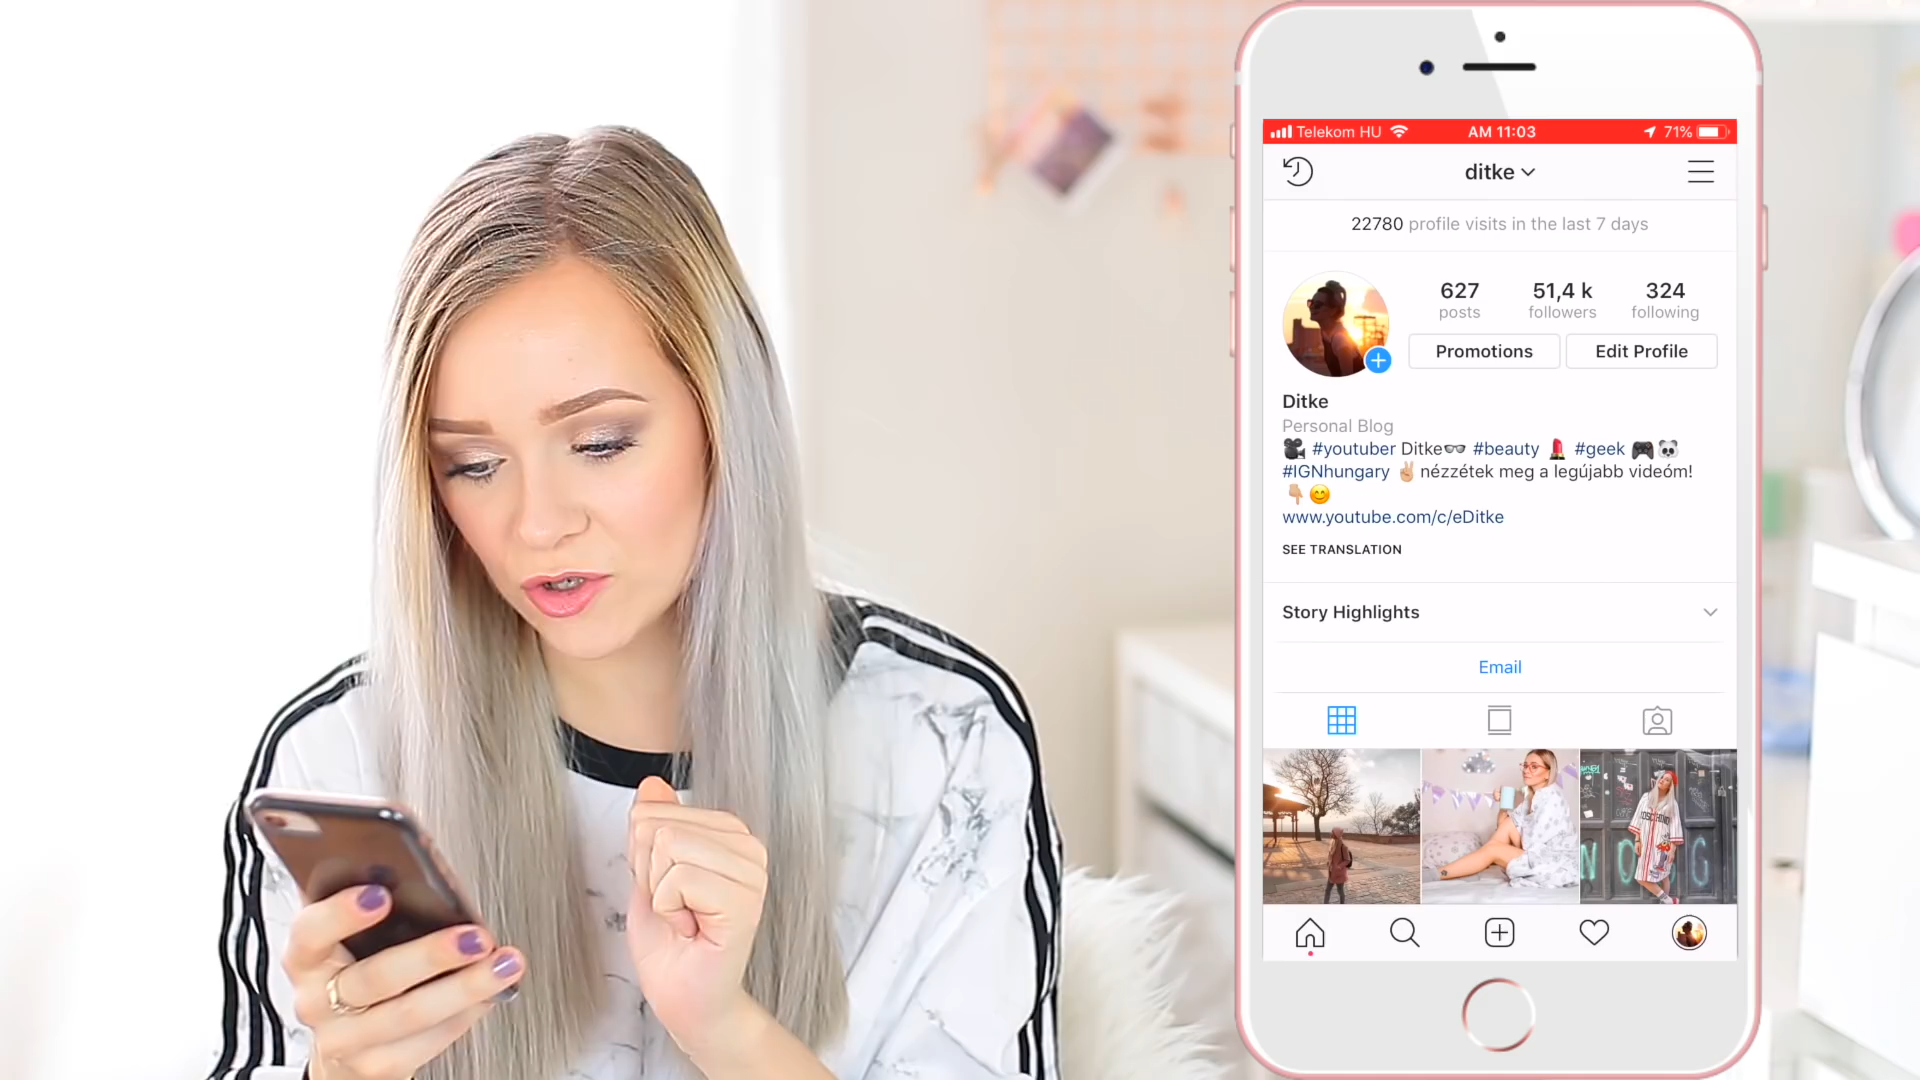 Telekom HU AM 11:03 71%
ditke
22780 profile visits in the last 7 days
627 51,4 k 324
posts followers following
Promotions Edit Profile
Ditke
Personal Blog
🎥 #youtuber Ditke👓 #beauty 💄 #geek 🎮🐼
#IGNhungary ✌🏼 nézzétek meg a legújabb videóm!
👇🏼😊
www.youtube.com/c/eDitke
SEE TRANSLATION
Story Highlights
Email